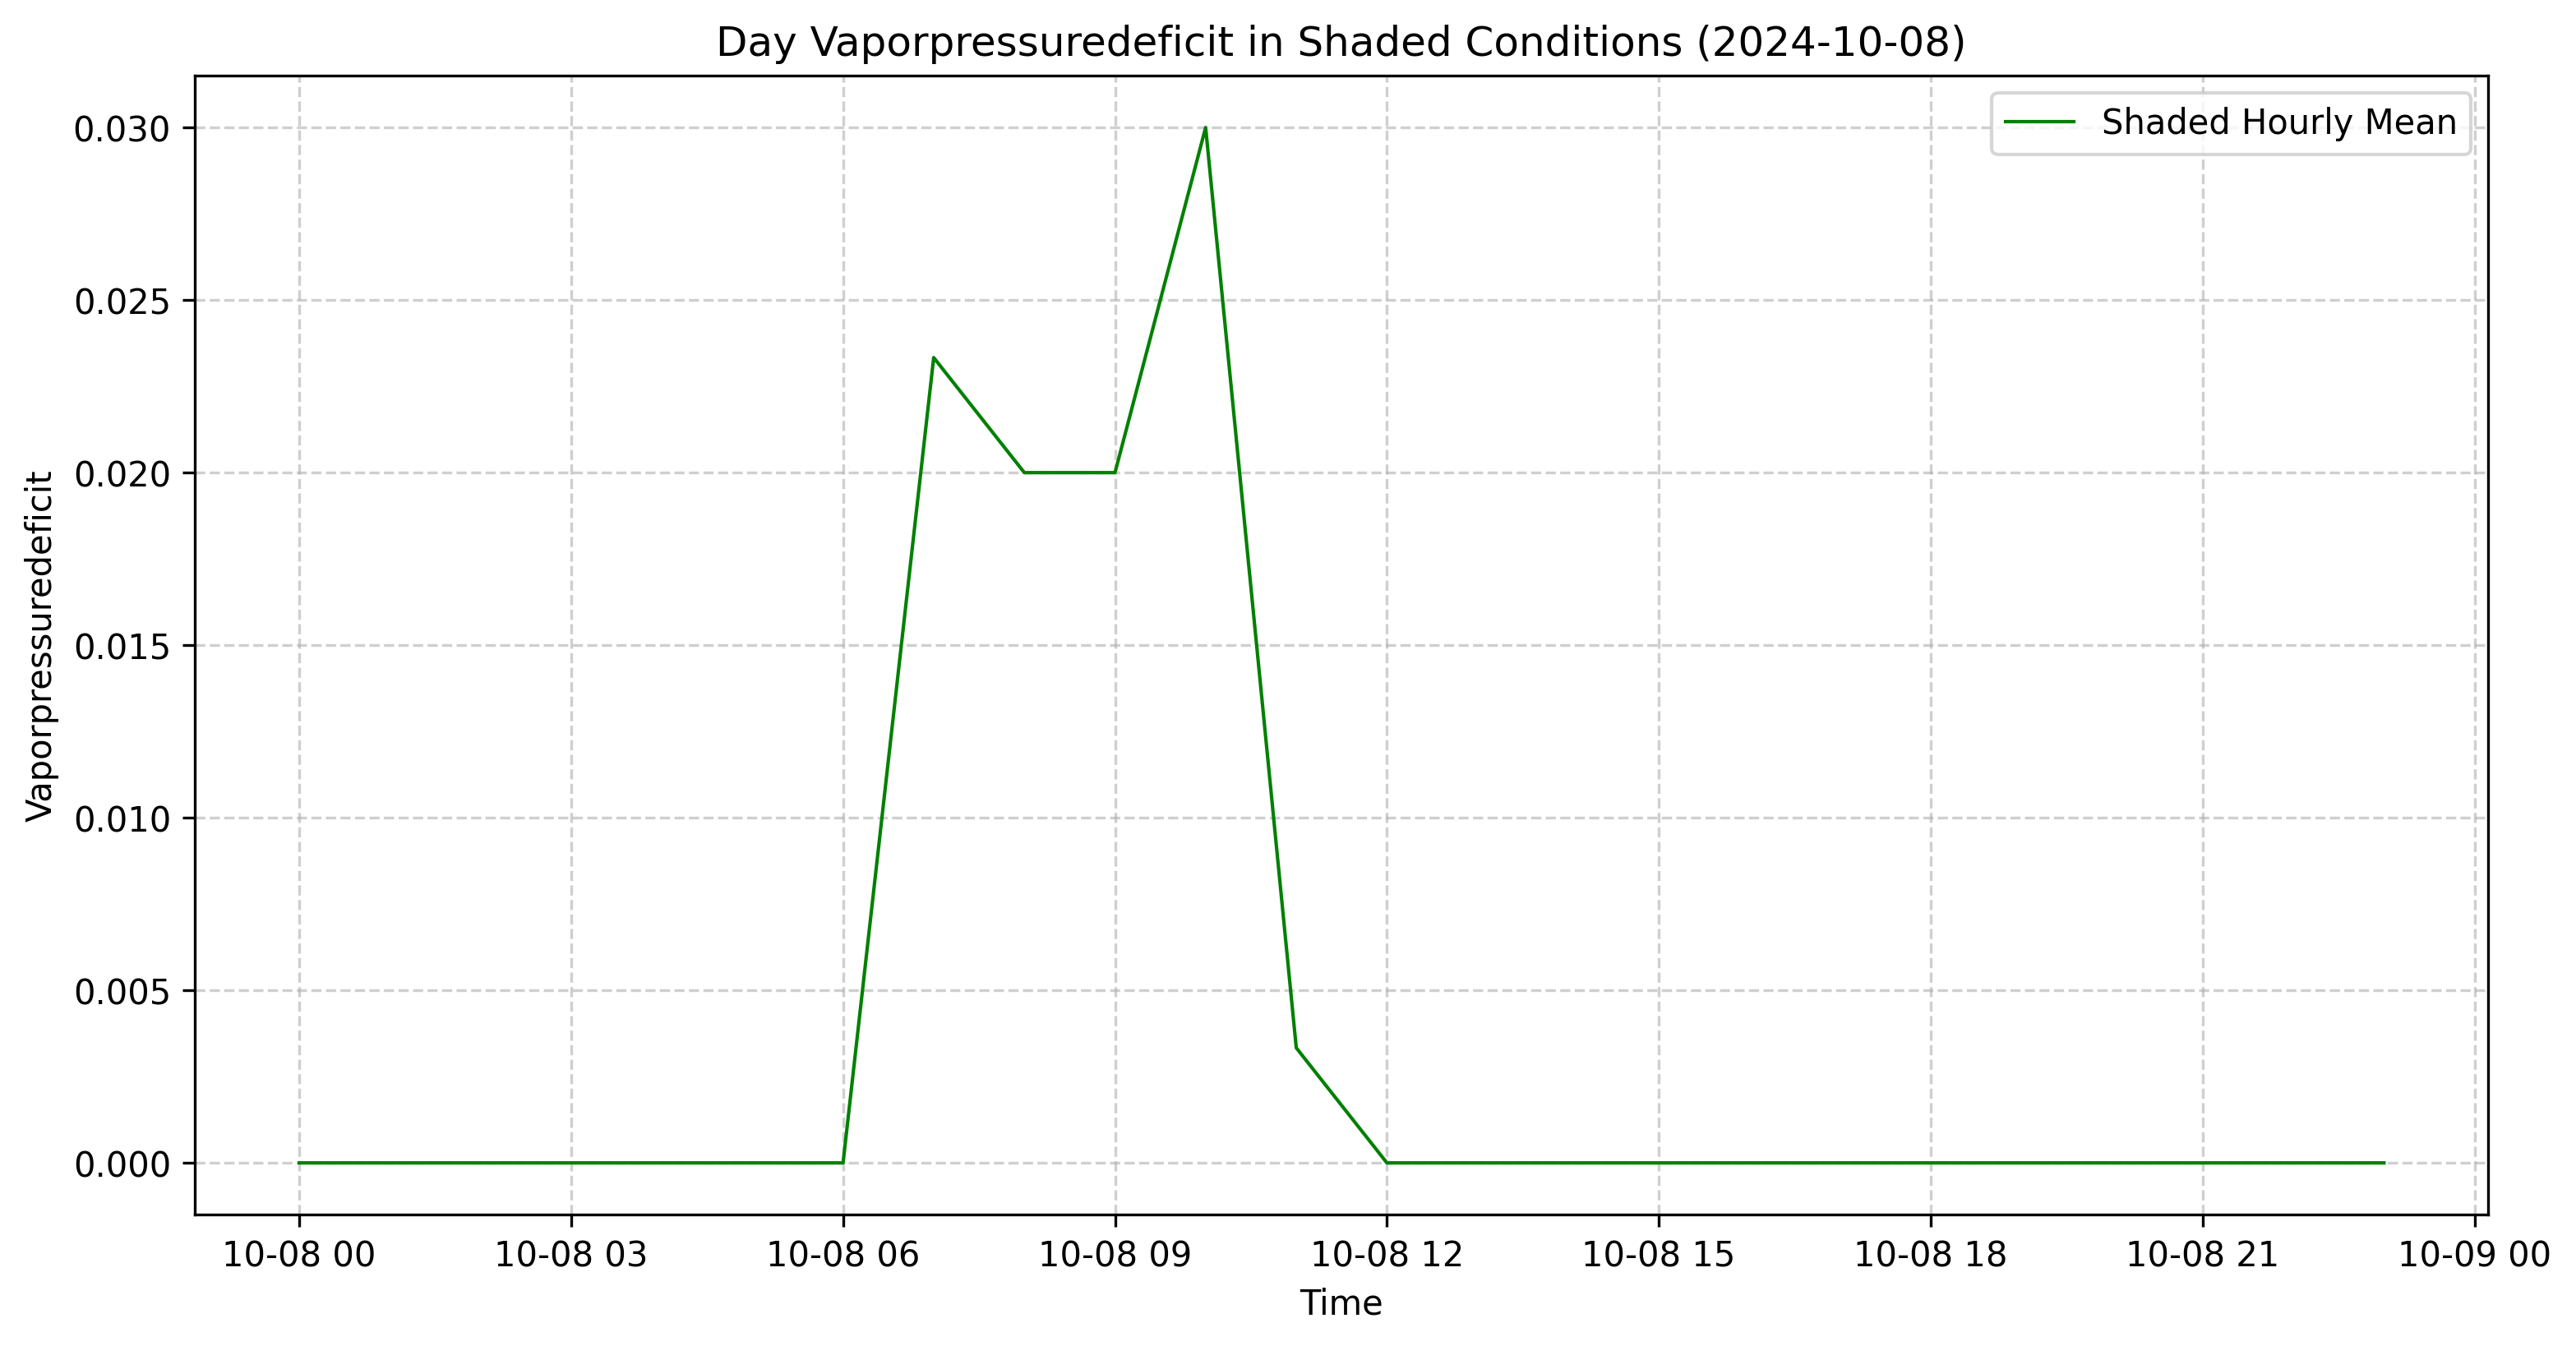 Day Vaporpressuredeficit in Shaded Conditions (2024-10-08)
Shaded Hourly Mean
Vaporpressuredeficit
0.030
0.025
0.020
0.015
0.010
0.005
0.000
10-08 00 10-08 03 10-08 06 10-08 09 10-08 12 10-08 15 10-08 18 10-08 21 10-09 00
Time